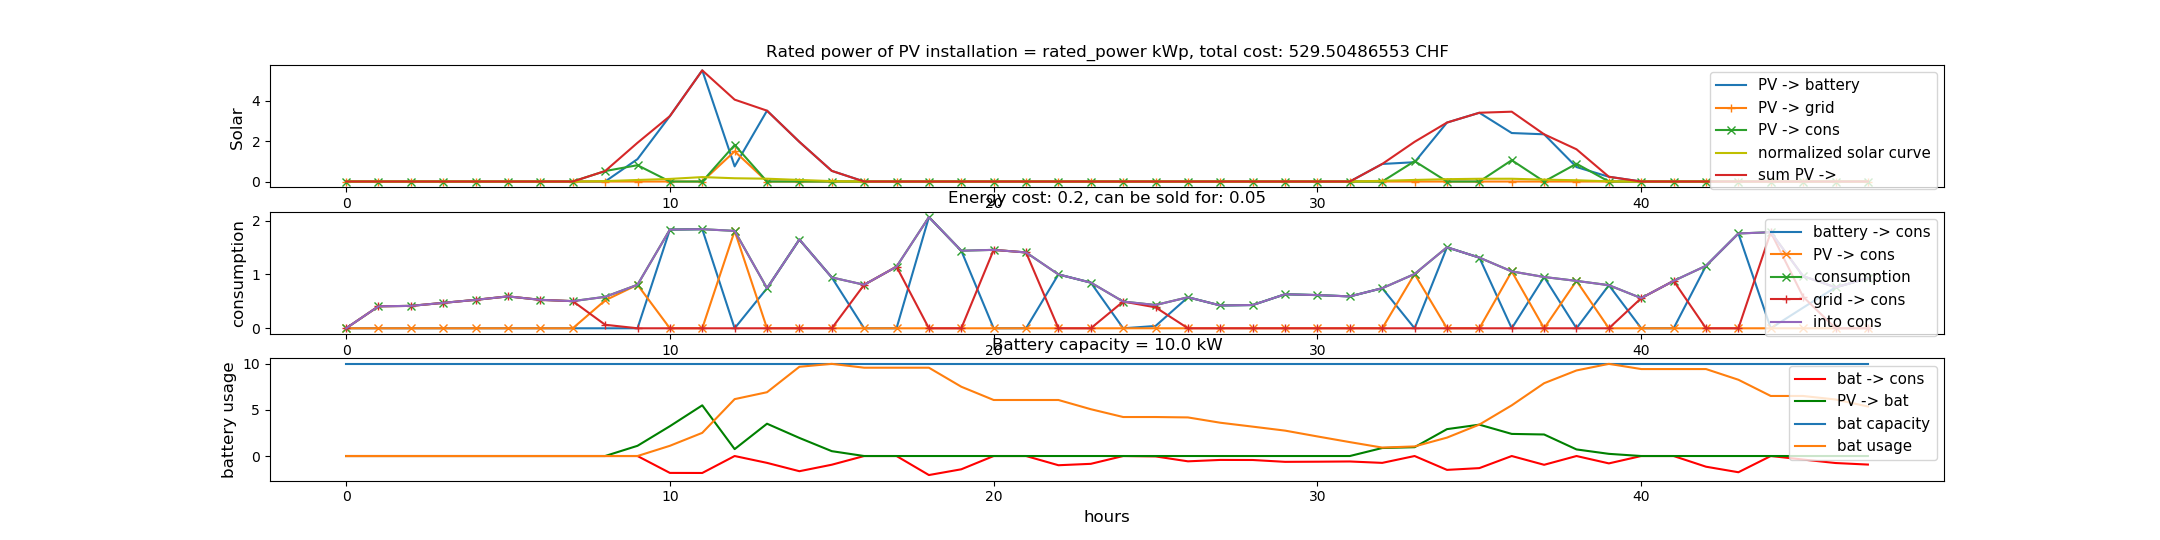 Rated power of PV installation = rated_power kWp, total cost: 529.50486553 CHF
Solar
4
2
0
PV -> battery
PV -> grid
PV -> cons
normalized solar curve
sum PV ->
0 10 20 30 40
Energy cost: 0.2, can be sold for: 0.05
consumption
2
1
0
battery -> cons
PV -> cons
consumption
grid -> cons
into cons
0 10 20 30 40
Battery capacity = 10.0 kW
battery usage
10
5
0
bat -> cons
PV -> bat
bat capacity
bat usage
0 10 20 30 40
hours